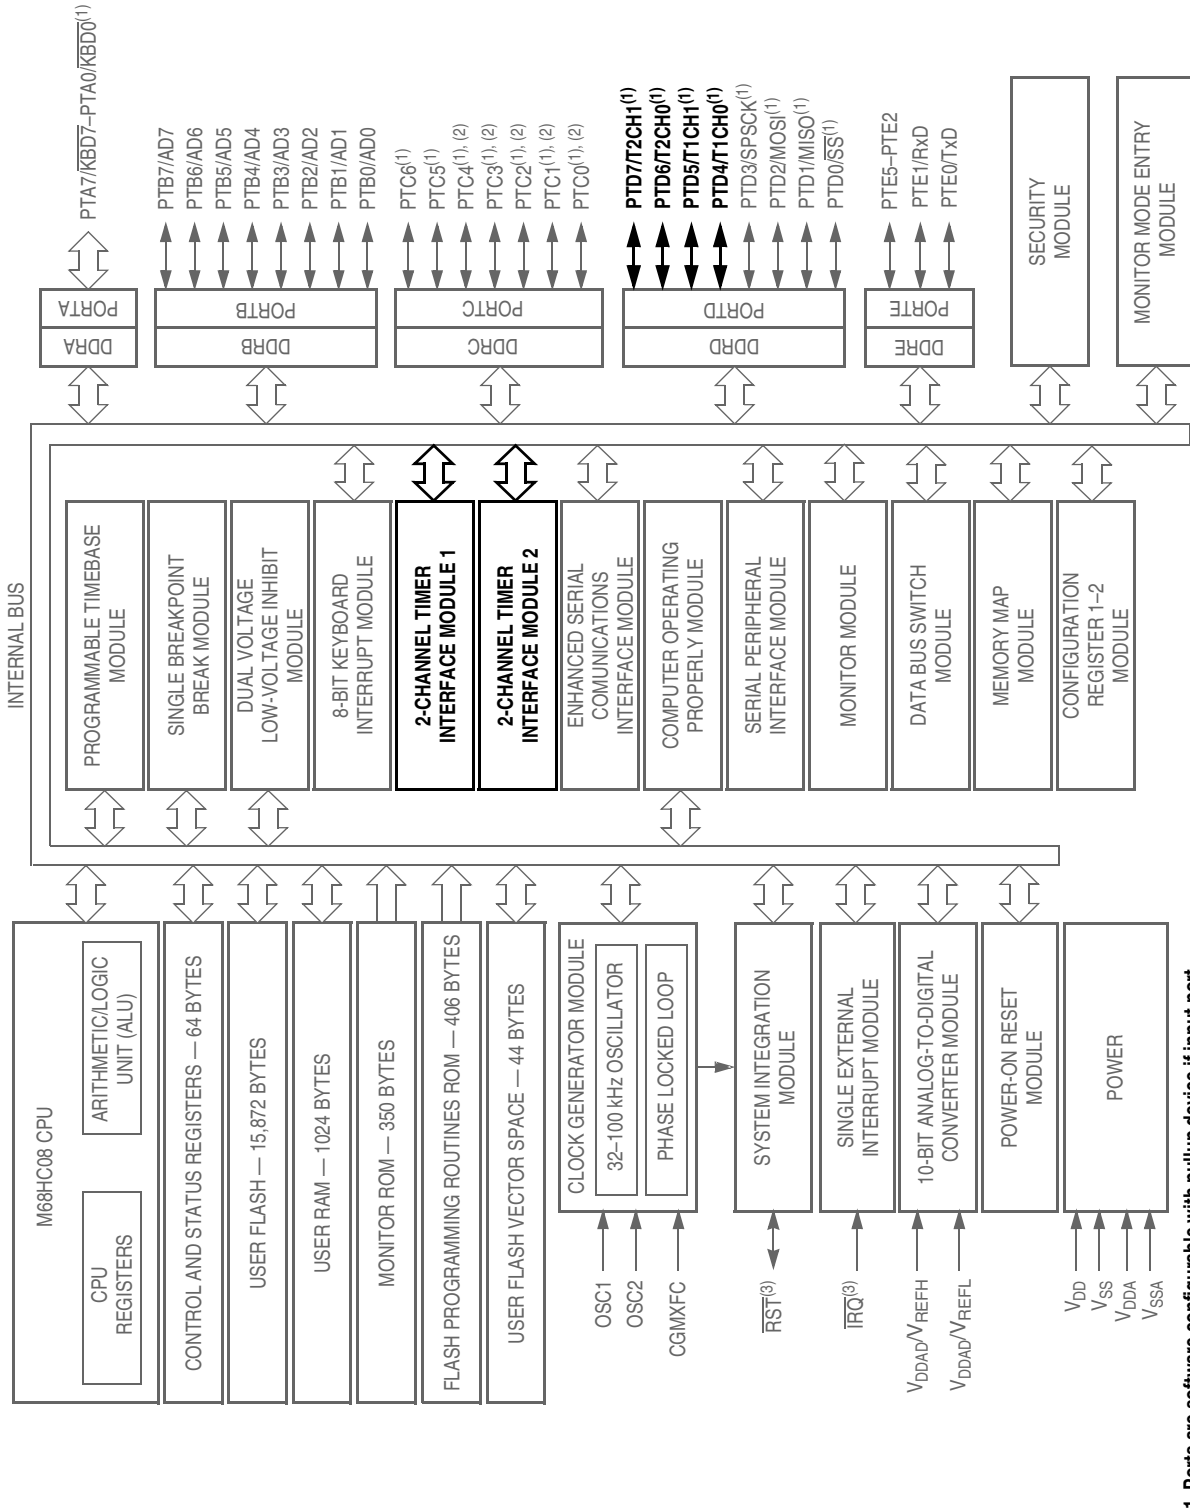 INTERNAL BUS
M68HC08 CPU
CPU
REGISTERS
ARITHMETIC/LOGIC
UNIT (ALU)
CONTROL AND STATUS REGISTERS — 64 BYTES
USER FLASH — 15,872 BYTES
USER RAM — 1024 BYTES
MONITOR ROM — 350 BYTES
FLASH PROGRAMMING ROUTINES ROM — 406 BYTES
USER FLASH VECTOR SPACE — 44 BYTES
CLOCK GENERATOR MODULE
32–100 kHz OSCILLATOR
PHASE LOCKED LOOP
OSC1
OSC2
CGMXFC
SYSTEM INTEGRATION
MODULE
RST(3)
SINGLE EXTERNAL
INTERRUPT MODULE
IRQ(3)
10-BIT ANALOG-TO-DIGITAL
CONVERTER MODULE
VDDAD/VREFH
VDDAD/VREFL
POWER-ON RESET
MODULE
POWER
VDD
VSS
VDDA
VSSA
PROGRAMMABLE TIMEBASE
MODULE
SINGLE BREAKPOINT
BREAK MODULE
DUAL VOLTAGE
LOW-VOLTAGE INHIBIT
MODULE
8-BIT KEYBOARD
INTERRUPT MODULE
2-CHANNEL TIMER
INTERFACE MODULE 1
2-CHANNEL TIMER
INTERFACE MODULE 2
ENHANCED SERIAL
COMUNICATIONS
INTERFACE MODULE
COMPUTER OPERATING
PROPERLY MODULE
SERIAL PERIPHERAL
INTERFACE MODULE
MONITOR MODULE
DATA BUS SWITCH
MODULE
MEMORY MAP
MODULE
CONFIGURATION
REGISTER 1–2
MODULE
DDRA
PORTA
PTA7/KBD7–PTA0/KBD0(1)
DDRB
PORTB
PTB7/AD7
PTB6/AD6
PTB5/AD5
PTB4/AD4
PTB3/AD3
PTB2/AD2
PTB1/AD1
PTB0/AD0
DDRC
PORTC
PTC6(1)
PTC5(1)
PTC4(1), (2)
PTC3(1), (2)
PTC2(1), (2)
PTC1(1), (2)
PTC0(1), (2)
DDRD
PORTD
PTD7/T2CH1(1)
PTD6/T2CH0(1)
PTD5/T1CH1(1)
PTD4/T1CH0(1)
PTD3/SPSCK(1)
PTD2/MOSI(1)
PTD1/MISO(1)
PTD0/SS(1)
DDRE
PORTE
PTE5–PTE2
PTE1/RxD
PTE0/TxD
SECURITY
MODULE
MONITOR MODE ENTRY
MODULE
1. Ports are software configurable with pullup device if input port.